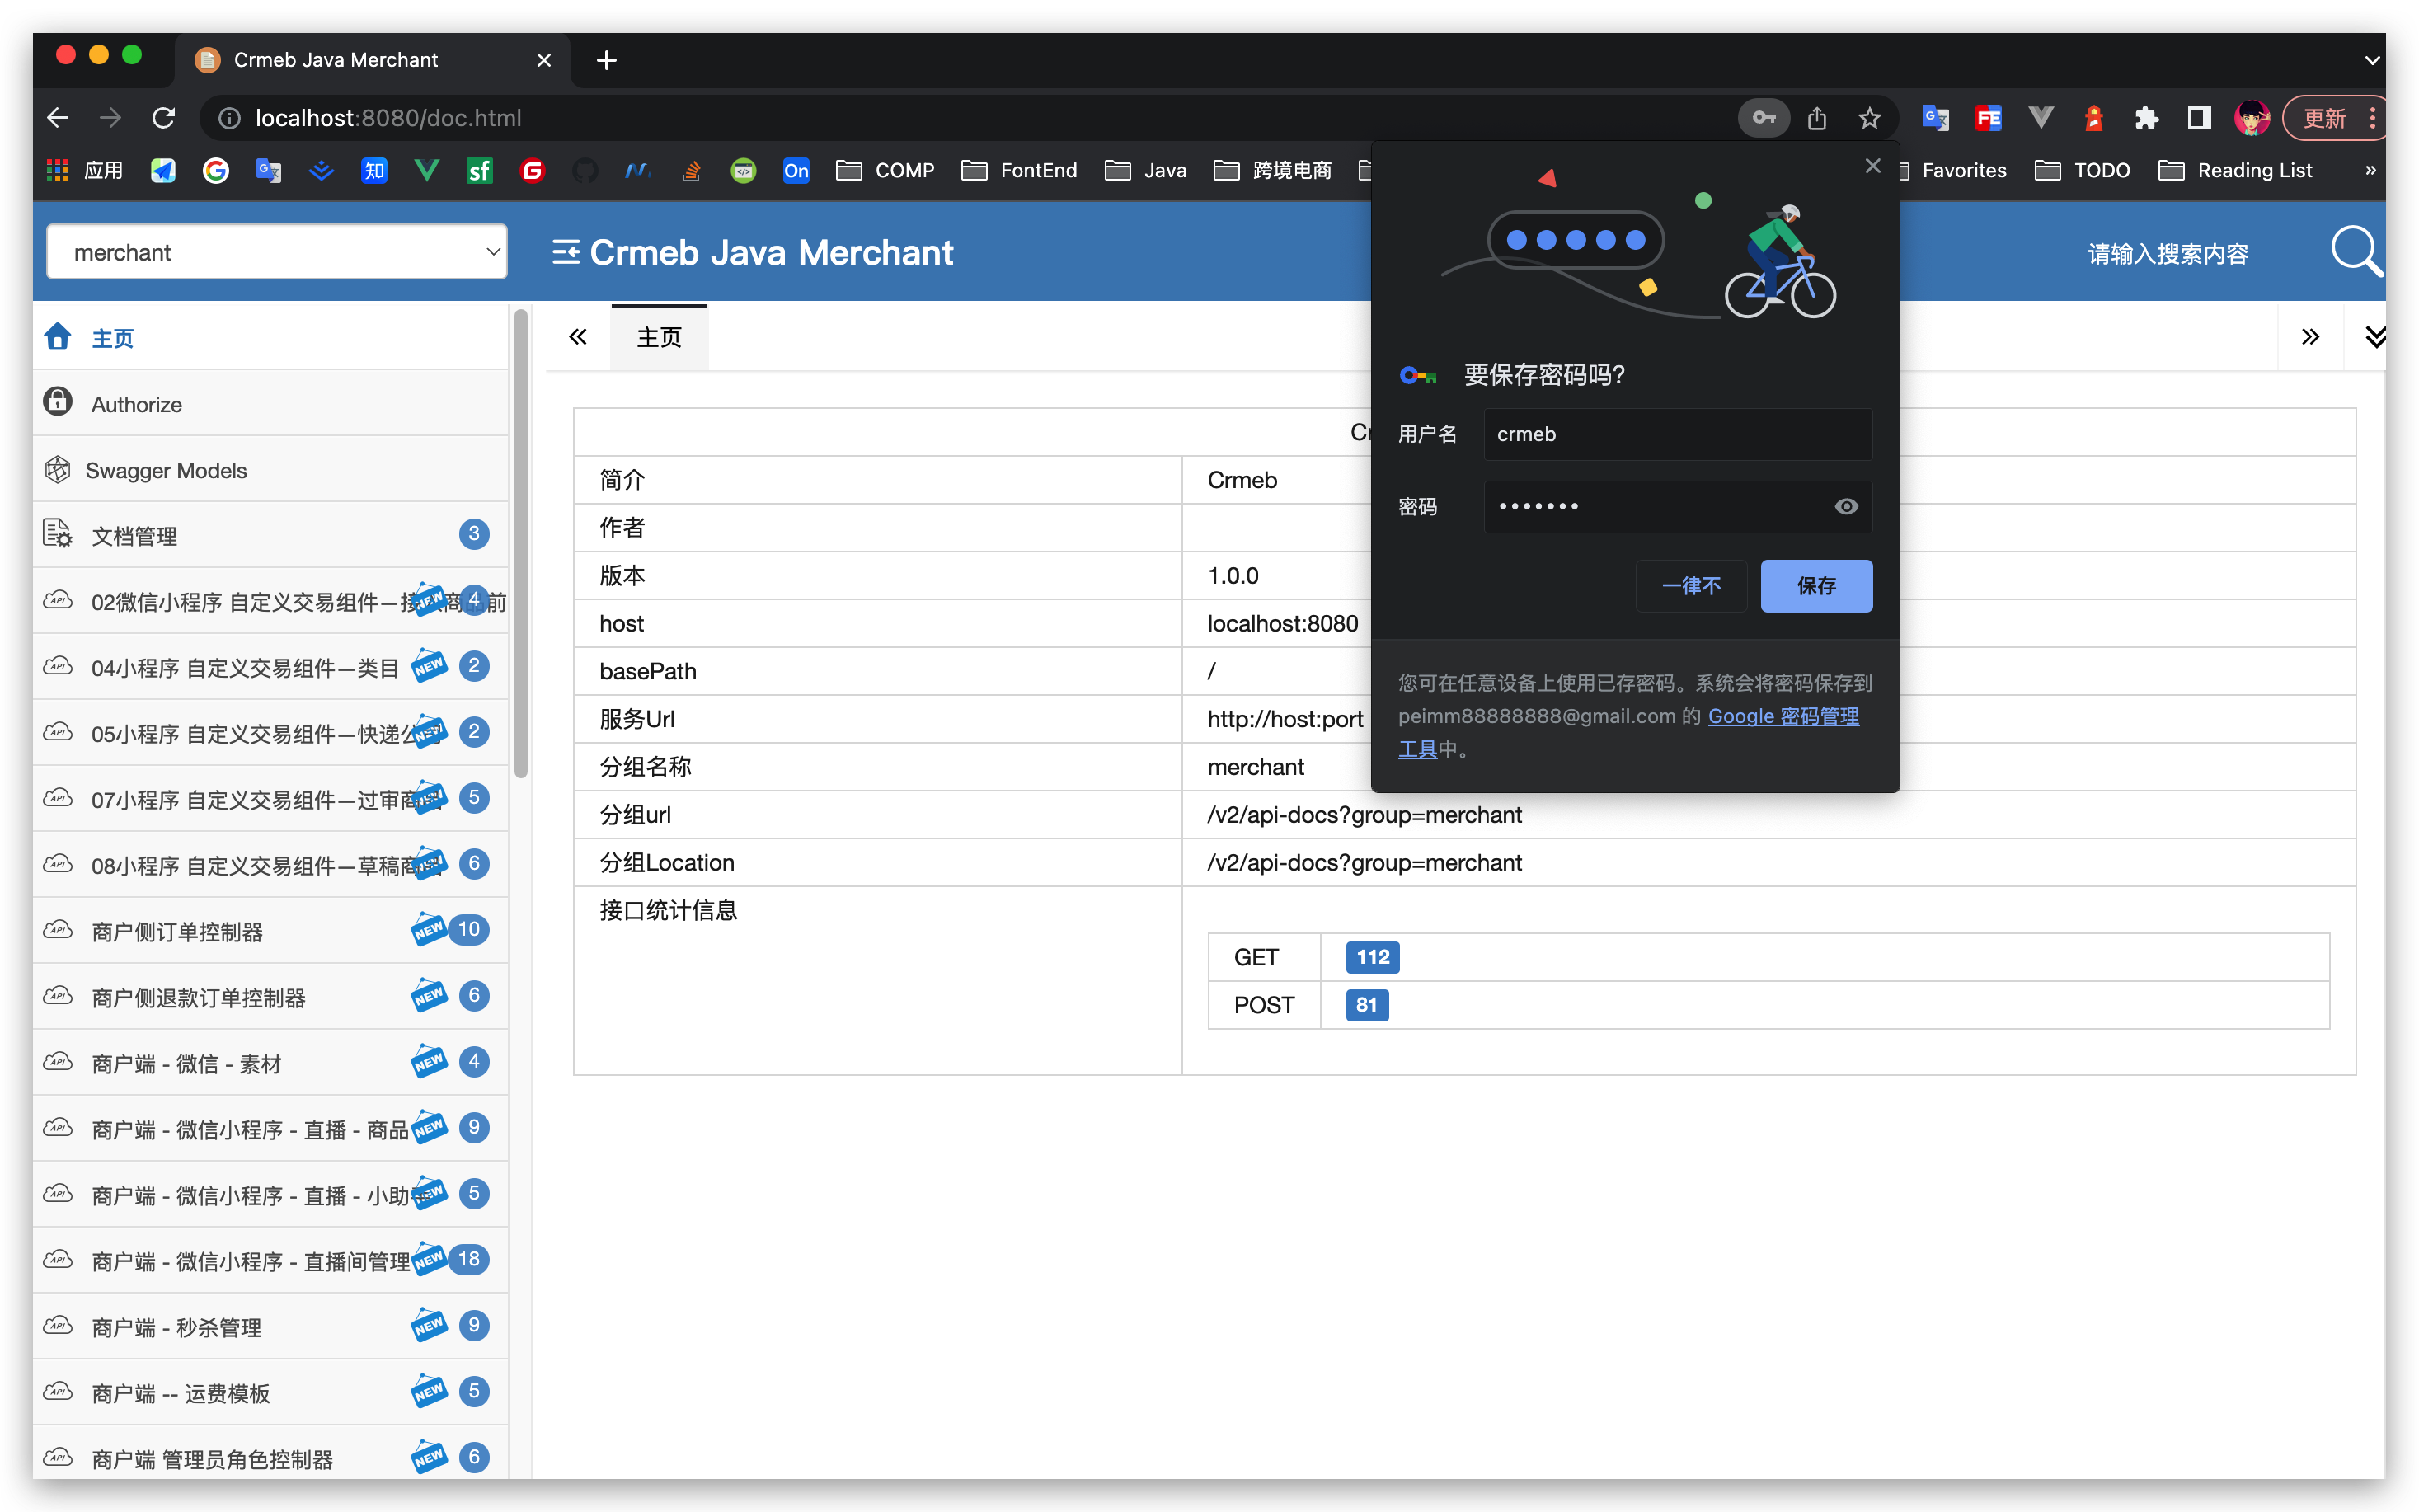 Crmeb Java Merchant
localhost:8080/doc.html
更新
应用
知
sf
G
On
COMP
FontEnd
Java
跨境电商
Favorites
TODO
Reading List
»
FE
merchant
Crmeb Java Merchant
请输入搜索内容
主页
Authorize
Swagger Models
文档管理 3
02微信小程序 自定义交易组件—接 商品前 NEW 4
04小程序 自定义交易组件—类目 NEW 2
05小程序 自定义交易组件—快递公司 NEW 2
07小程序 自定义交易组件—过审商品 NEW 5
08小程序 自定义交易组件—草稿商品 NEW 6
商户侧订单控制器 NEW 10
商户侧退款订单控制器 NEW 6
商户端 - 微信 - 素材 NEW 4
商户端 - 微信小程序 - 直播 - 商品 NEW 9
商户端 - 微信小程序 - 直播 - 小助手 NEW 5
商户端 - 微信小程序 - 直播间管理 NEW 18
商户端 - 秒杀管理 NEW 9
商户端 -- 运费模板 NEW 5
商户端 管理员角色控制器 NEW 6
主页
简介 Crmeb
作者
版本 1.0.0
host localhost:8080
basePath /
服务Url http://host:port
分组名称 merchant
分组url /v2/api-docs?group=merchant
分组Location /v2/api-docs?group=merchant
接口统计信息
GET 112
POST 81
要保存密码吗?
用户名 crmeb
密码 •••••••
一律不 保存
您可在任意设备上使用已存密码。系统会将密码保存到
peimm88888888@gmail.com 的 Google 密码管理
工具中。